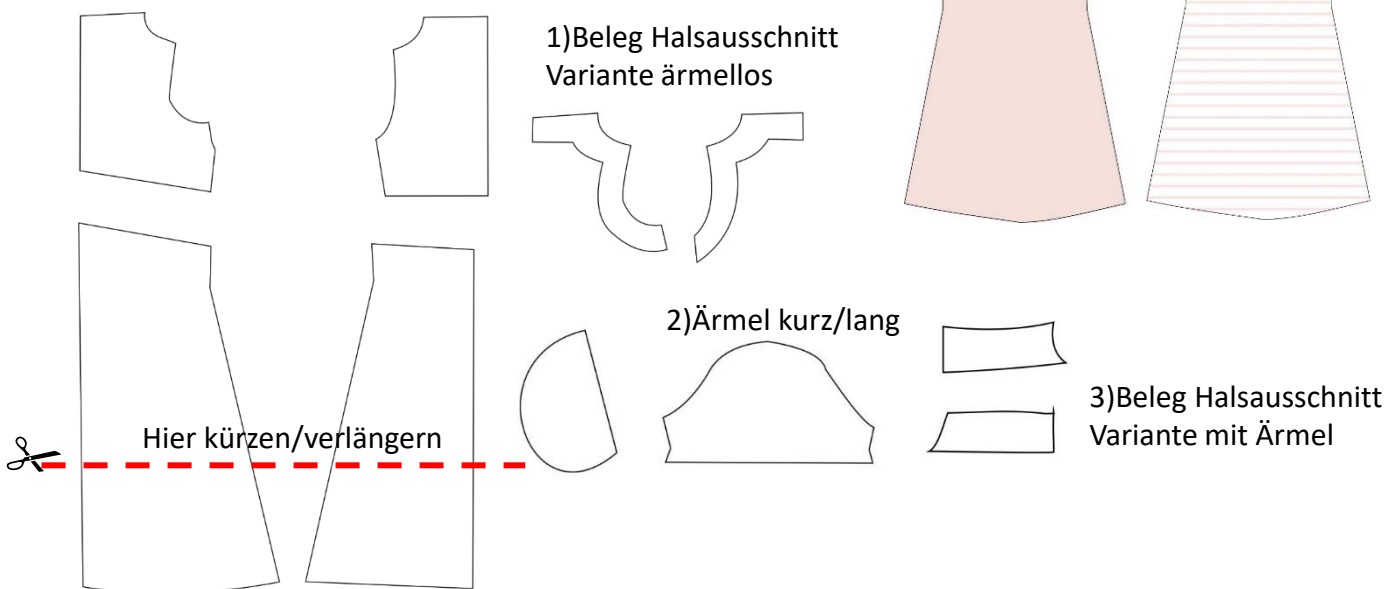 1)Beleg Halsausschnitt
Variante ärmellos
2)Ärmel kurz/lang
3)Beleg Halsausschnitt
Variante mit Ärmel
Hier kürzen/verlängern